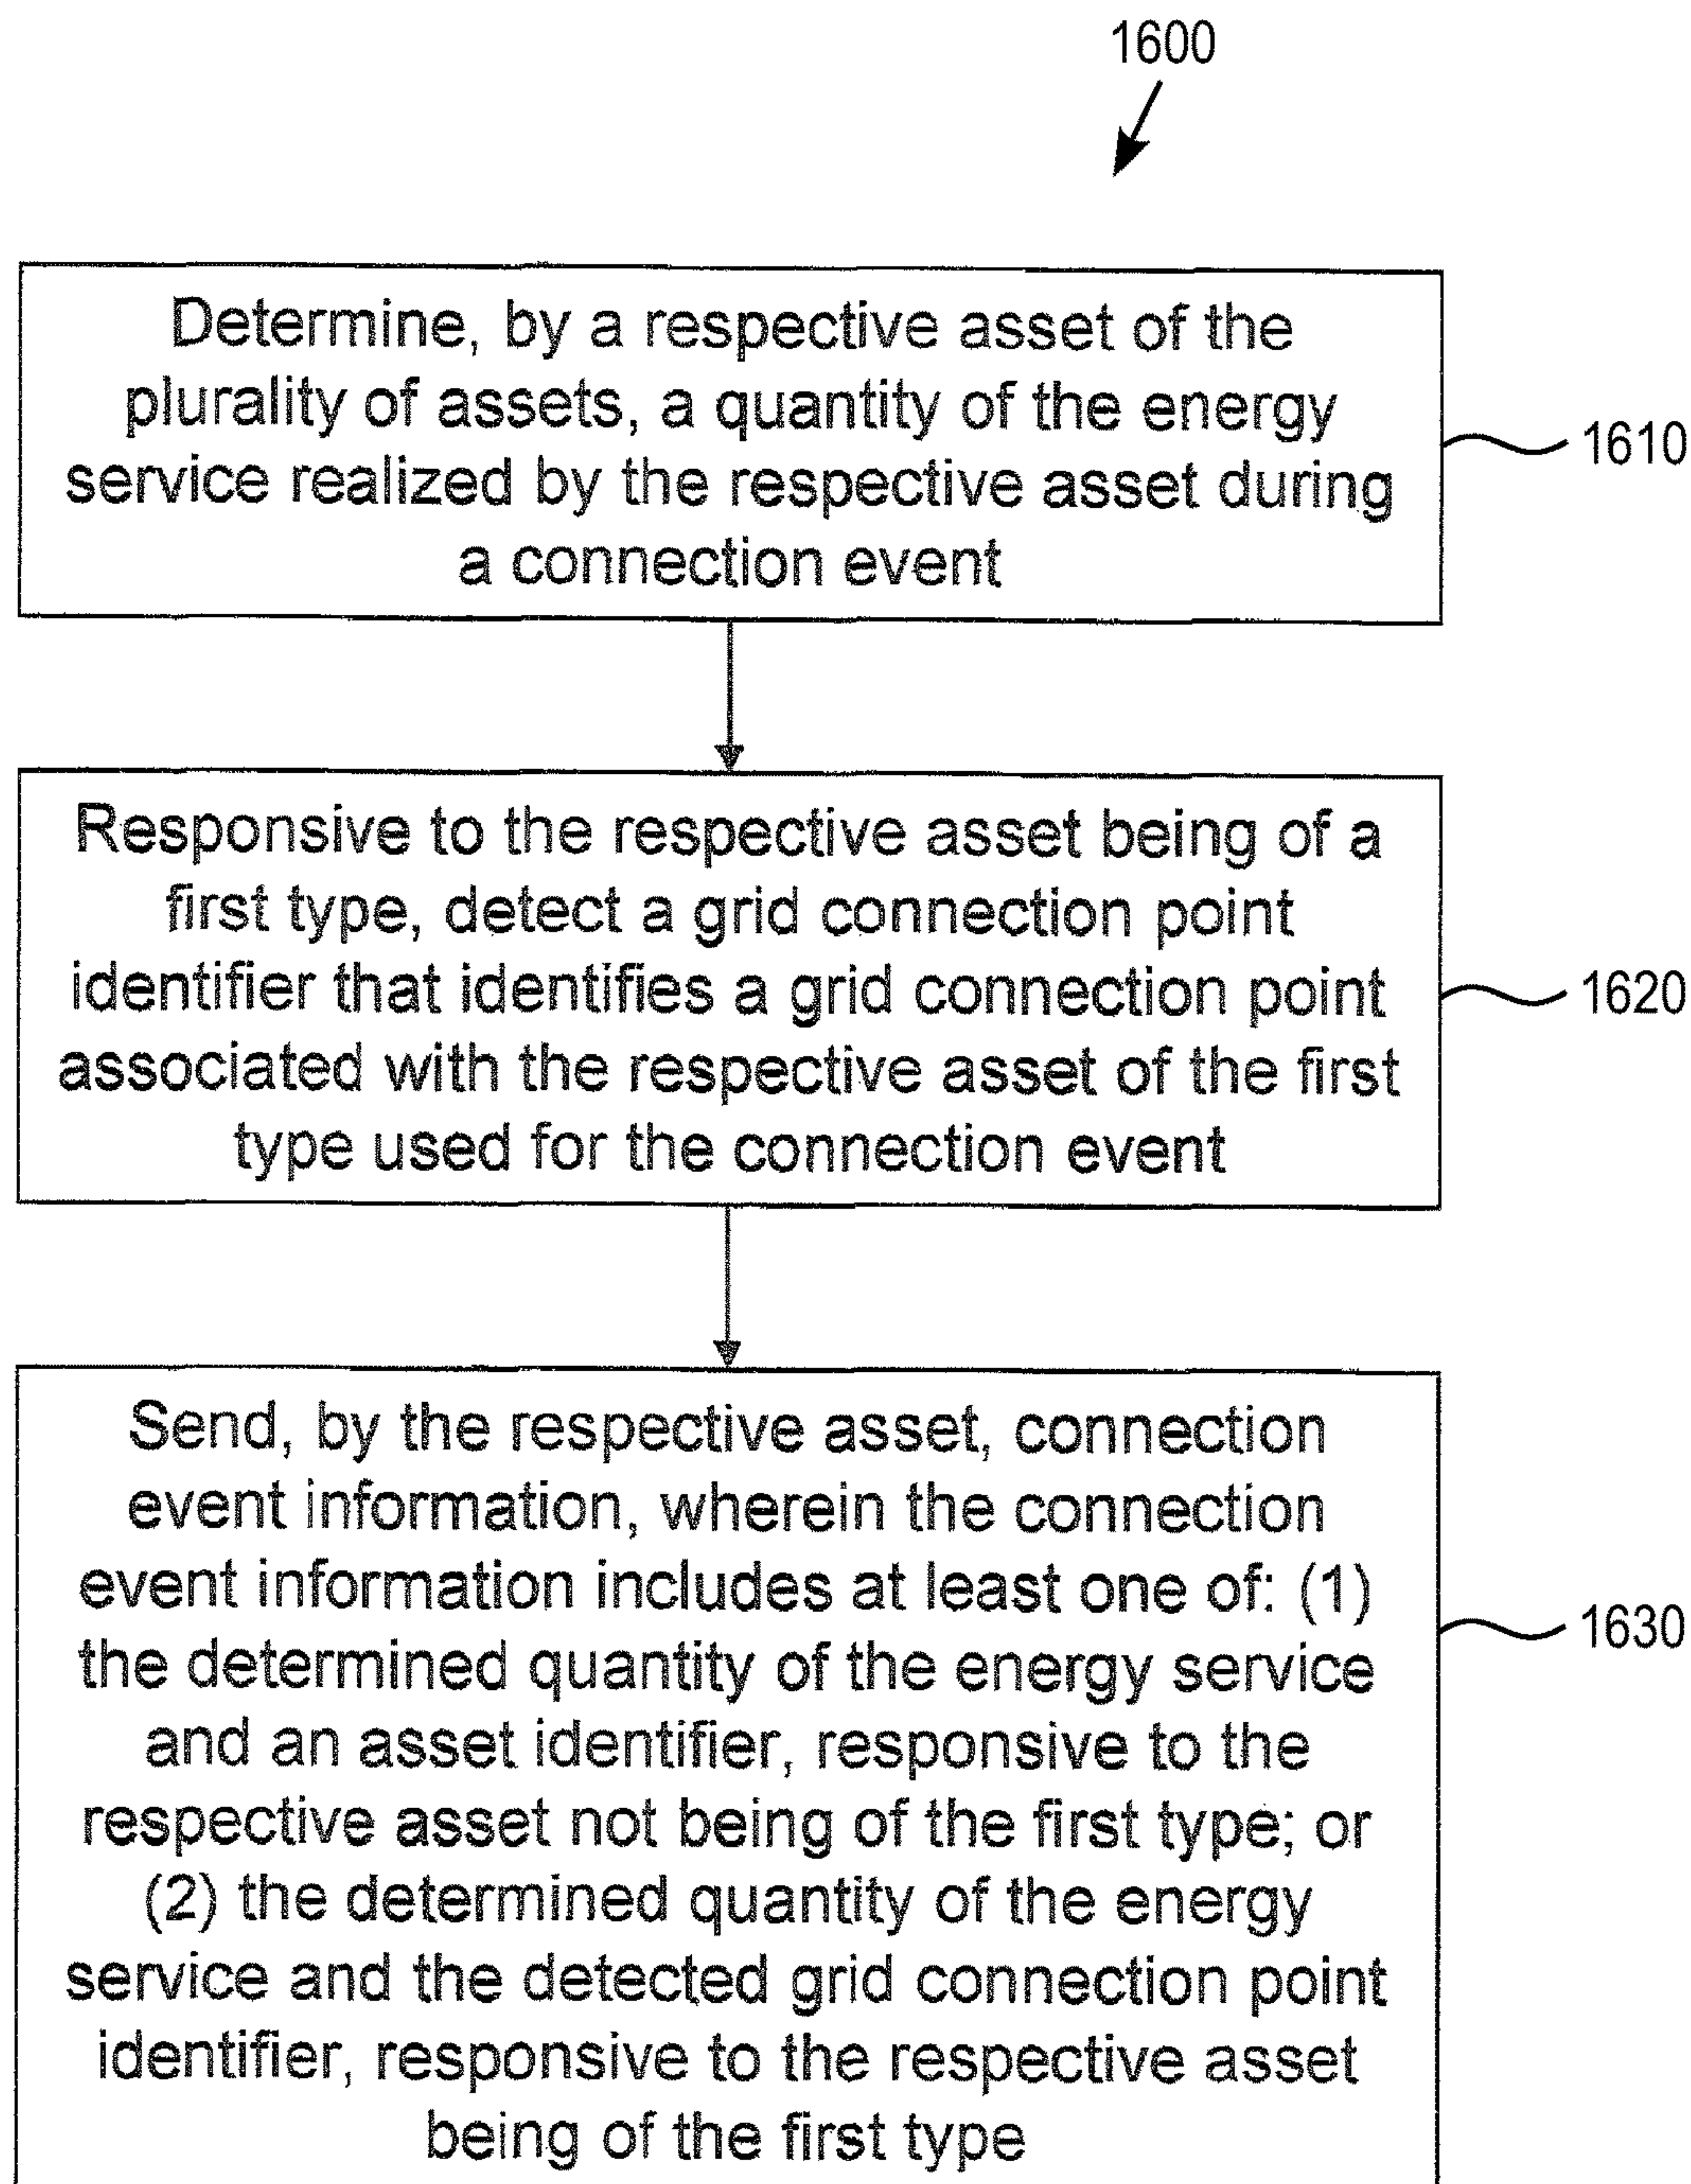 1600
Determine, by a respective asset of the
plurality of assets, a quantity of the energy
service realized by the respective asset during
a connection event
1610
Responsive to the respective asset being of a
first type, detect a grid connection point
identifier that identifies a grid connection point
associated with the respective asset of the first
type used for the connection event
1620
Send, by the respective asset, connection
event information, wherein the connection
event information includes at least one of: (1)
the determined quantity of the energy service
and an asset identifier, responsive to the
respective asset not being of the first type; or
(2) the determined quantity of the energy
service and the detected grid connection point
identifier, responsive to the respective asset
being of the first type
1630